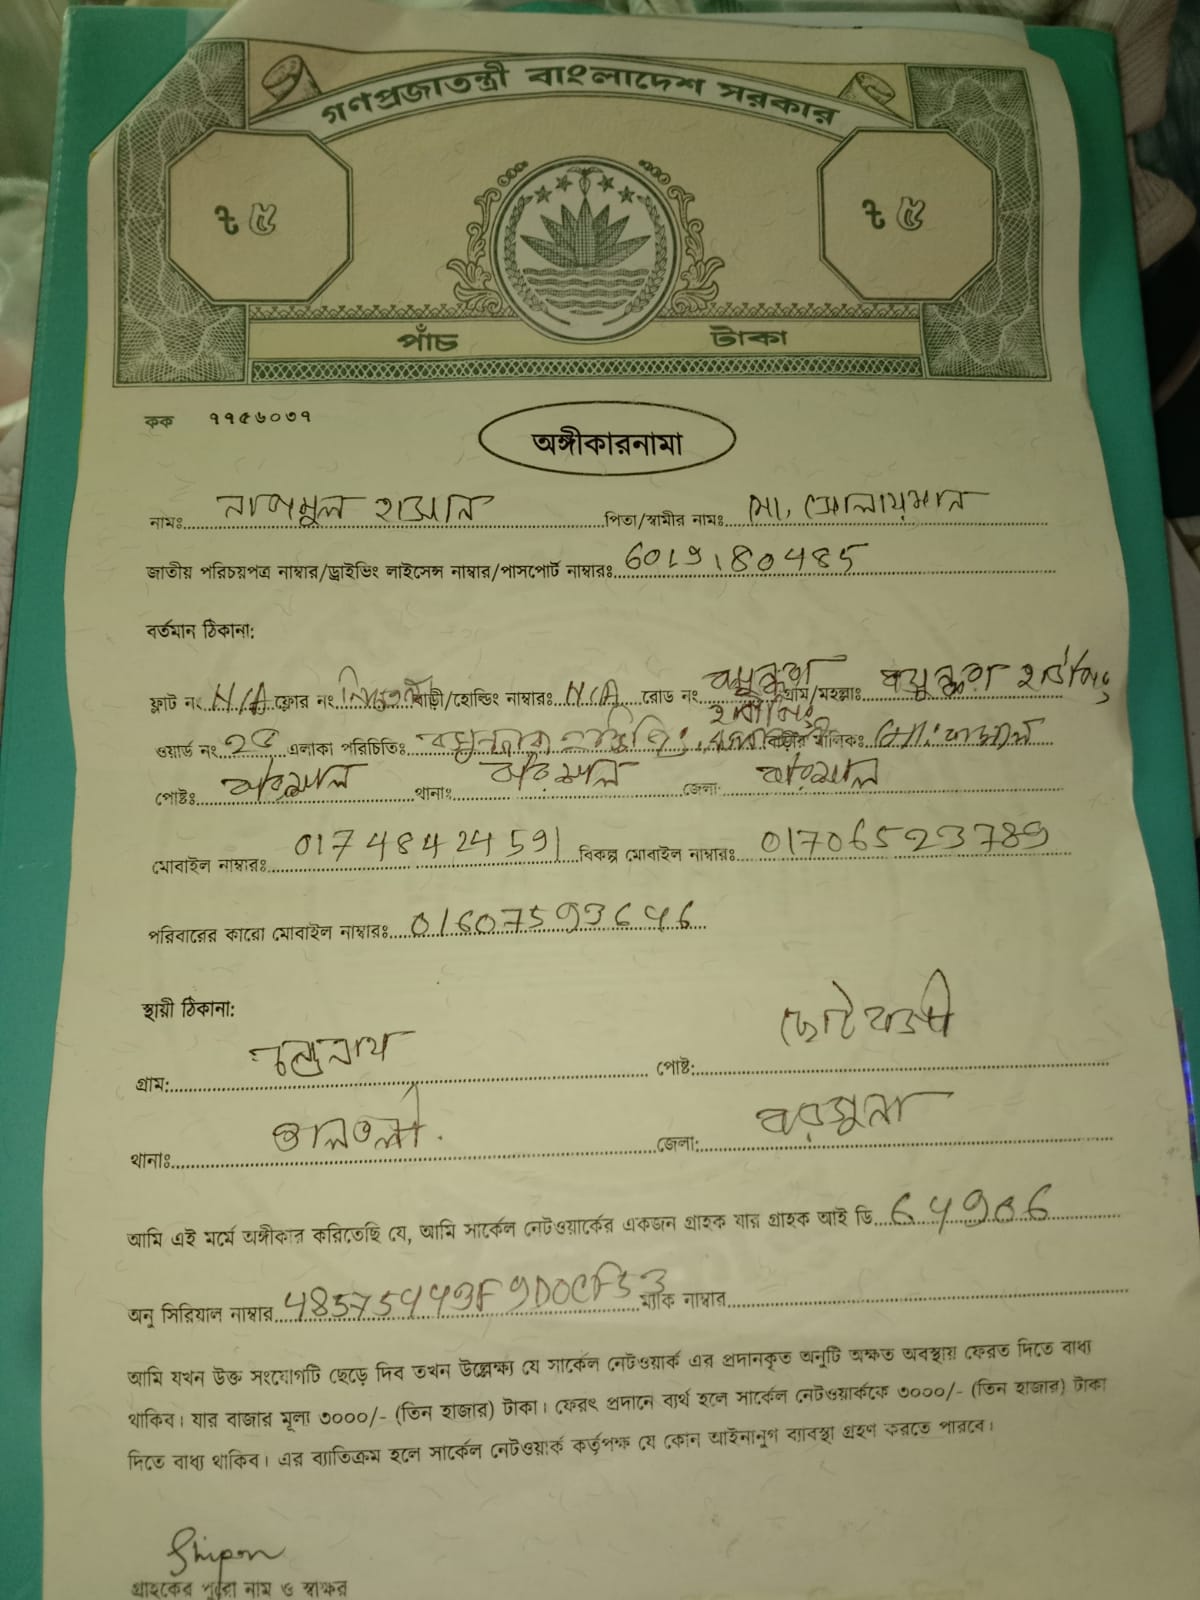 গণপ্রজাতন্ত্রী বাংলাদেশ সরকার
৳ ৫ ৳ ৫
পাঁচ টাকা
কক ৭৭৫৬০৩৭
অঙ্গীকারনামা
নামঃ নাজমুল হাসান পিতা/স্বামীর নামঃ মো. সোলায়মান
জাতীয় পরিচয়পত্র নাম্বার/ড্রাইভিং লাইসেন্স নাম্বার/পাসপোর্ট নাম্বারঃ 6019180485
বর্তমান ঠিকানা:
ফ্লাট নং N/A ফ্লোর নং বাড়ী/হোল্ডিং নাম্বারঃ N/A রোড নং গ্রাম/মহল্লাঃ
ওয়ার্ড নং এলাকা পরিচিতিঃ মালিকঃ
পোষ্টঃ বরিশাল থানাঃ বরিশাল জেলা: বরিশাল
মোবাইল নাম্বারঃ 01748424591 বিকল্প মোবাইল নাম্বারঃ 01706523789
পরিবারের কারো মোবাইল নাম্বারঃ 01607593646
স্থায়ী ঠিকানা:
গ্রাম: পোষ্ট:
থানাঃ তালতলী. জেলা: বরগুনা
আমি এই মর্মে অঙ্গীকার করিতেছি যে, আমি সার্কেল নেটওয়ার্কের একজন গ্রাহক যার গ্রাহক আই ডি 64906
অনু সিরিয়াল নাম্বার ম্যাক নাম্বার
আমি যখন উক্ত সংযোগটি ছেড়ে দিব তখন উল্লেক্ষ্য যে সার্কেল নেটওয়ার্ক এর প্রদানকৃত অনুটি অক্ষত অবস্থায় ফেরত দিতে বাধ্য
থাকিব। যার বাজার মূল্য ৩০০০/- (তিন হাজার) টাকা। ফেরৎ প্রদানে ব্যর্থ হলে সার্কেল নেটওয়ার্ককে ৩০০০/- (তিন হাজার) টাকা
দিতে বাধ্য থাকিব। এর ব্যাতিক্রম হলে সার্কেল নেটওয়ার্ক কর্তৃপক্ষ যে কোন আইনানুগ ব্যাবস্থা গ্রহণ করতে পারবে।
Shipon
গ্রাহকের পুরো নাম ও স্বাক্ষর